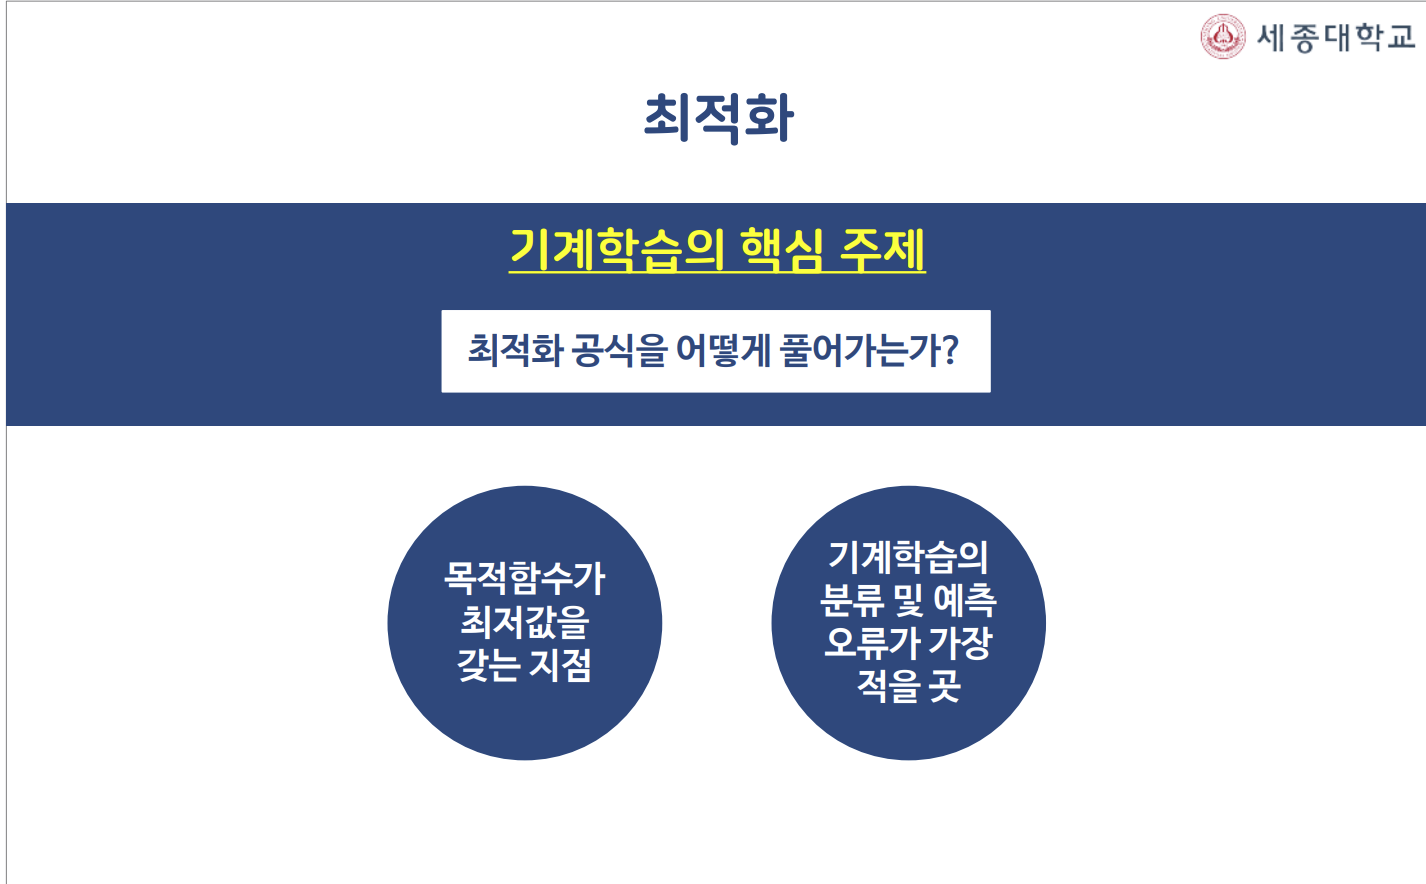 세종대학교
최적화
기계학습의 핵심 주제
최적화 공식을 어떻게 풀어가는가?
목적함수가
최저값을
갖는 지점
기계학습의
분류 및 예측
오류가 가장
적을 곳